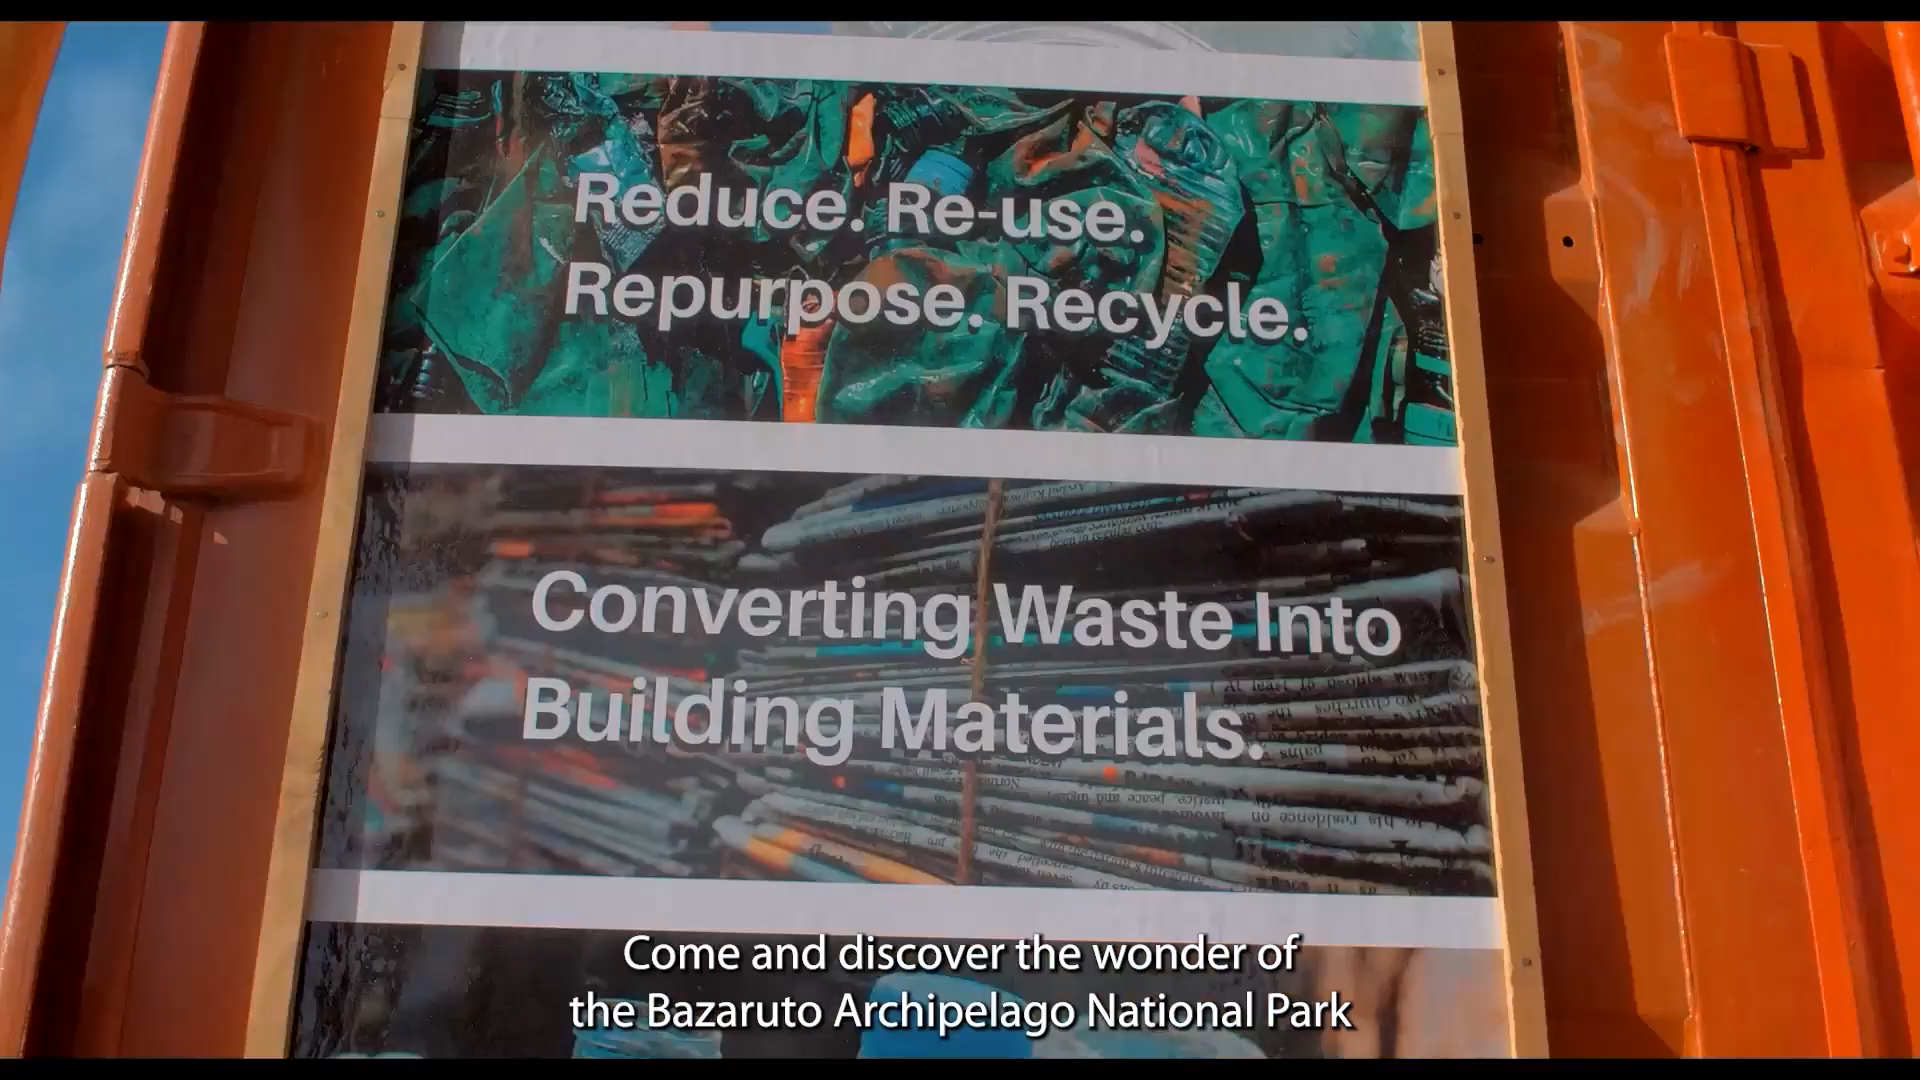 Reduce. Re-use.
Repurpose. Recycle.
Converting Waste Into
Building Materials.
Come and discover the wonder of
the Bazaruto Archipelago National Park